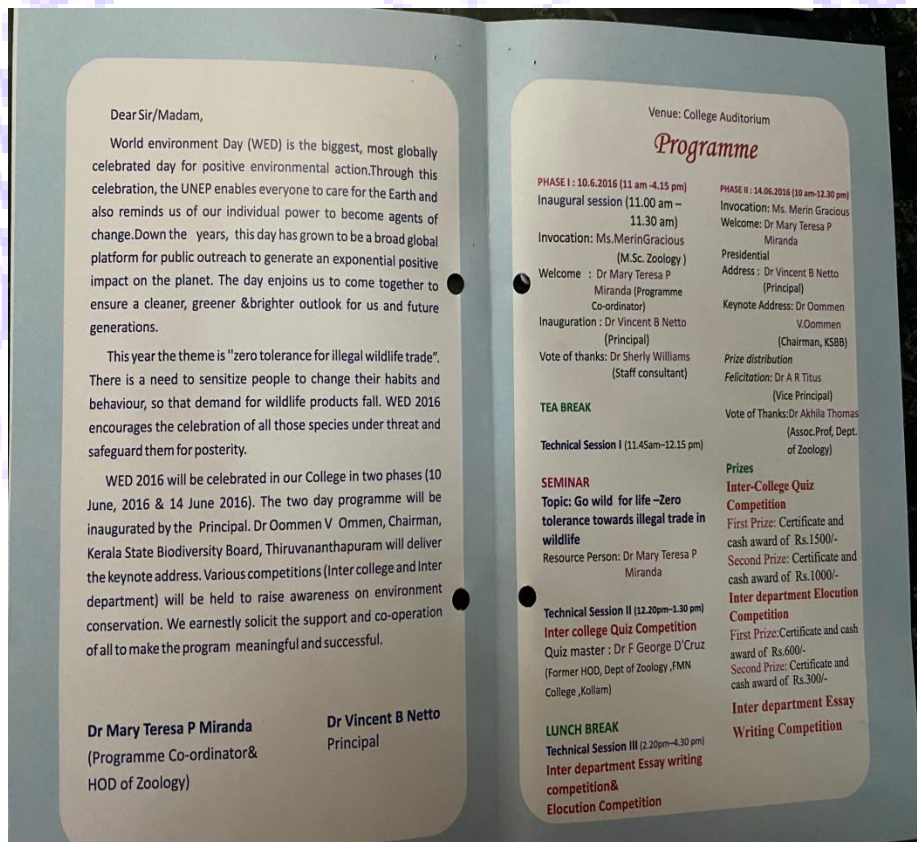 Dear Sir/Madam,
World environment Day (WED) is the biggest, most globally
celebrated day for positive environmental action.Through this
celebration, the UNEP enables everyone to care for the Earth and
also reminds us of our individual power to become agents of
change.Down the years, this day has grown to be a broad global
platform for public outreach to generate an exponential positive
impact on the planet. The day enjoins us to come together to
ensure a cleaner, greener &brighter outlook for us and future
generations.
This year the theme is "zero tolerance for illegal wildlife trade".
There is a need to sensitize people to change their habits and
behaviour, so that demand for wildlife products fall. WED 2016
encourages the celebration of all those species under threat and
safeguard them for posterity.
WED 2016 will be celebrated in our College in two phases (10
June, 2016 & 14 June 2016). The two day programme will be
inaugurated by the Principal. Dr Oommen V Ommen, Chairman,
Kerala State Biodiversity Board, Thiruvananthapuram will deliver
the keynote address. Various competitions (Inter college and Inter
department) will be held to raise awareness on environment
conservation. We earnestly solicit the support and co-operation
of all to make the program meaningful and successful.
Dr Mary Teresa P Miranda
(Programme Co-ordinator&
HOD of Zoology)
Dr Vincent B Netto
Principal
Venue: College Auditorium
Programme
PHASE I : 10.6.2016 (11 am -4.15 pm)
Inaugural session (11.00 am –
11.30 am)
Invocation: Ms.MerinGracious
(M.Sc. Zoology )
Welcome : Dr Mary Teresa P
Miranda (Programme
Co-ordinator)
Inauguration : Dr Vincent B Netto
(Principal)
Vote of thanks: Dr Sherly Williams
(Staff consultant)
TEA BREAK
Technical Session I (11.45am–12.15 pm)
SEMINAR
Topic: Go wild for life –Zero
tolerance towards illegal trade in
wildlife
Resource Person: Dr Mary Teresa P
Miranda
Technical Session II (12.20pm–1.30 pm)
Inter college Quiz Competition
Quiz master : Dr F George D'Cruz
(Former HOD, Dept of Zoology ,FMN
College ,Kollam)
LUNCH BREAK
Technical Session III (2.20pm–4.30 pm)
Inter department Essay writing
competition&
Elocution Competition
PHASE II : 14.06.2016 (10 am-12.30 pm)
Invocation: Ms. Merin Gracious
Welcome: Dr Mary Teresa P
Miranda
Presidential
Address : Dr Vincent B Netto
(Principal)
Keynote Address: Dr Oommen
V.Oommen
(Chairman, KSBB)
Prize distribution
Felicitation: Dr A R Titus
(Vice Principal)
Vote of Thanks:Dr Akhila Thomas
(Assoc.Prof, Dept.
of Zoology)
Prizes
Inter-College Quiz
Competition
First Prize: Certificate and
cash award of Rs.1500/-
Second Prize: Certificate and
cash award of Rs.1000/-
Inter department Elocution
Competition
First Prize:Certificate and cash
award of Rs.600/-
Second Prize: Certificate and
cash award of Rs.300/-
Inter department Essay
Writing Competition